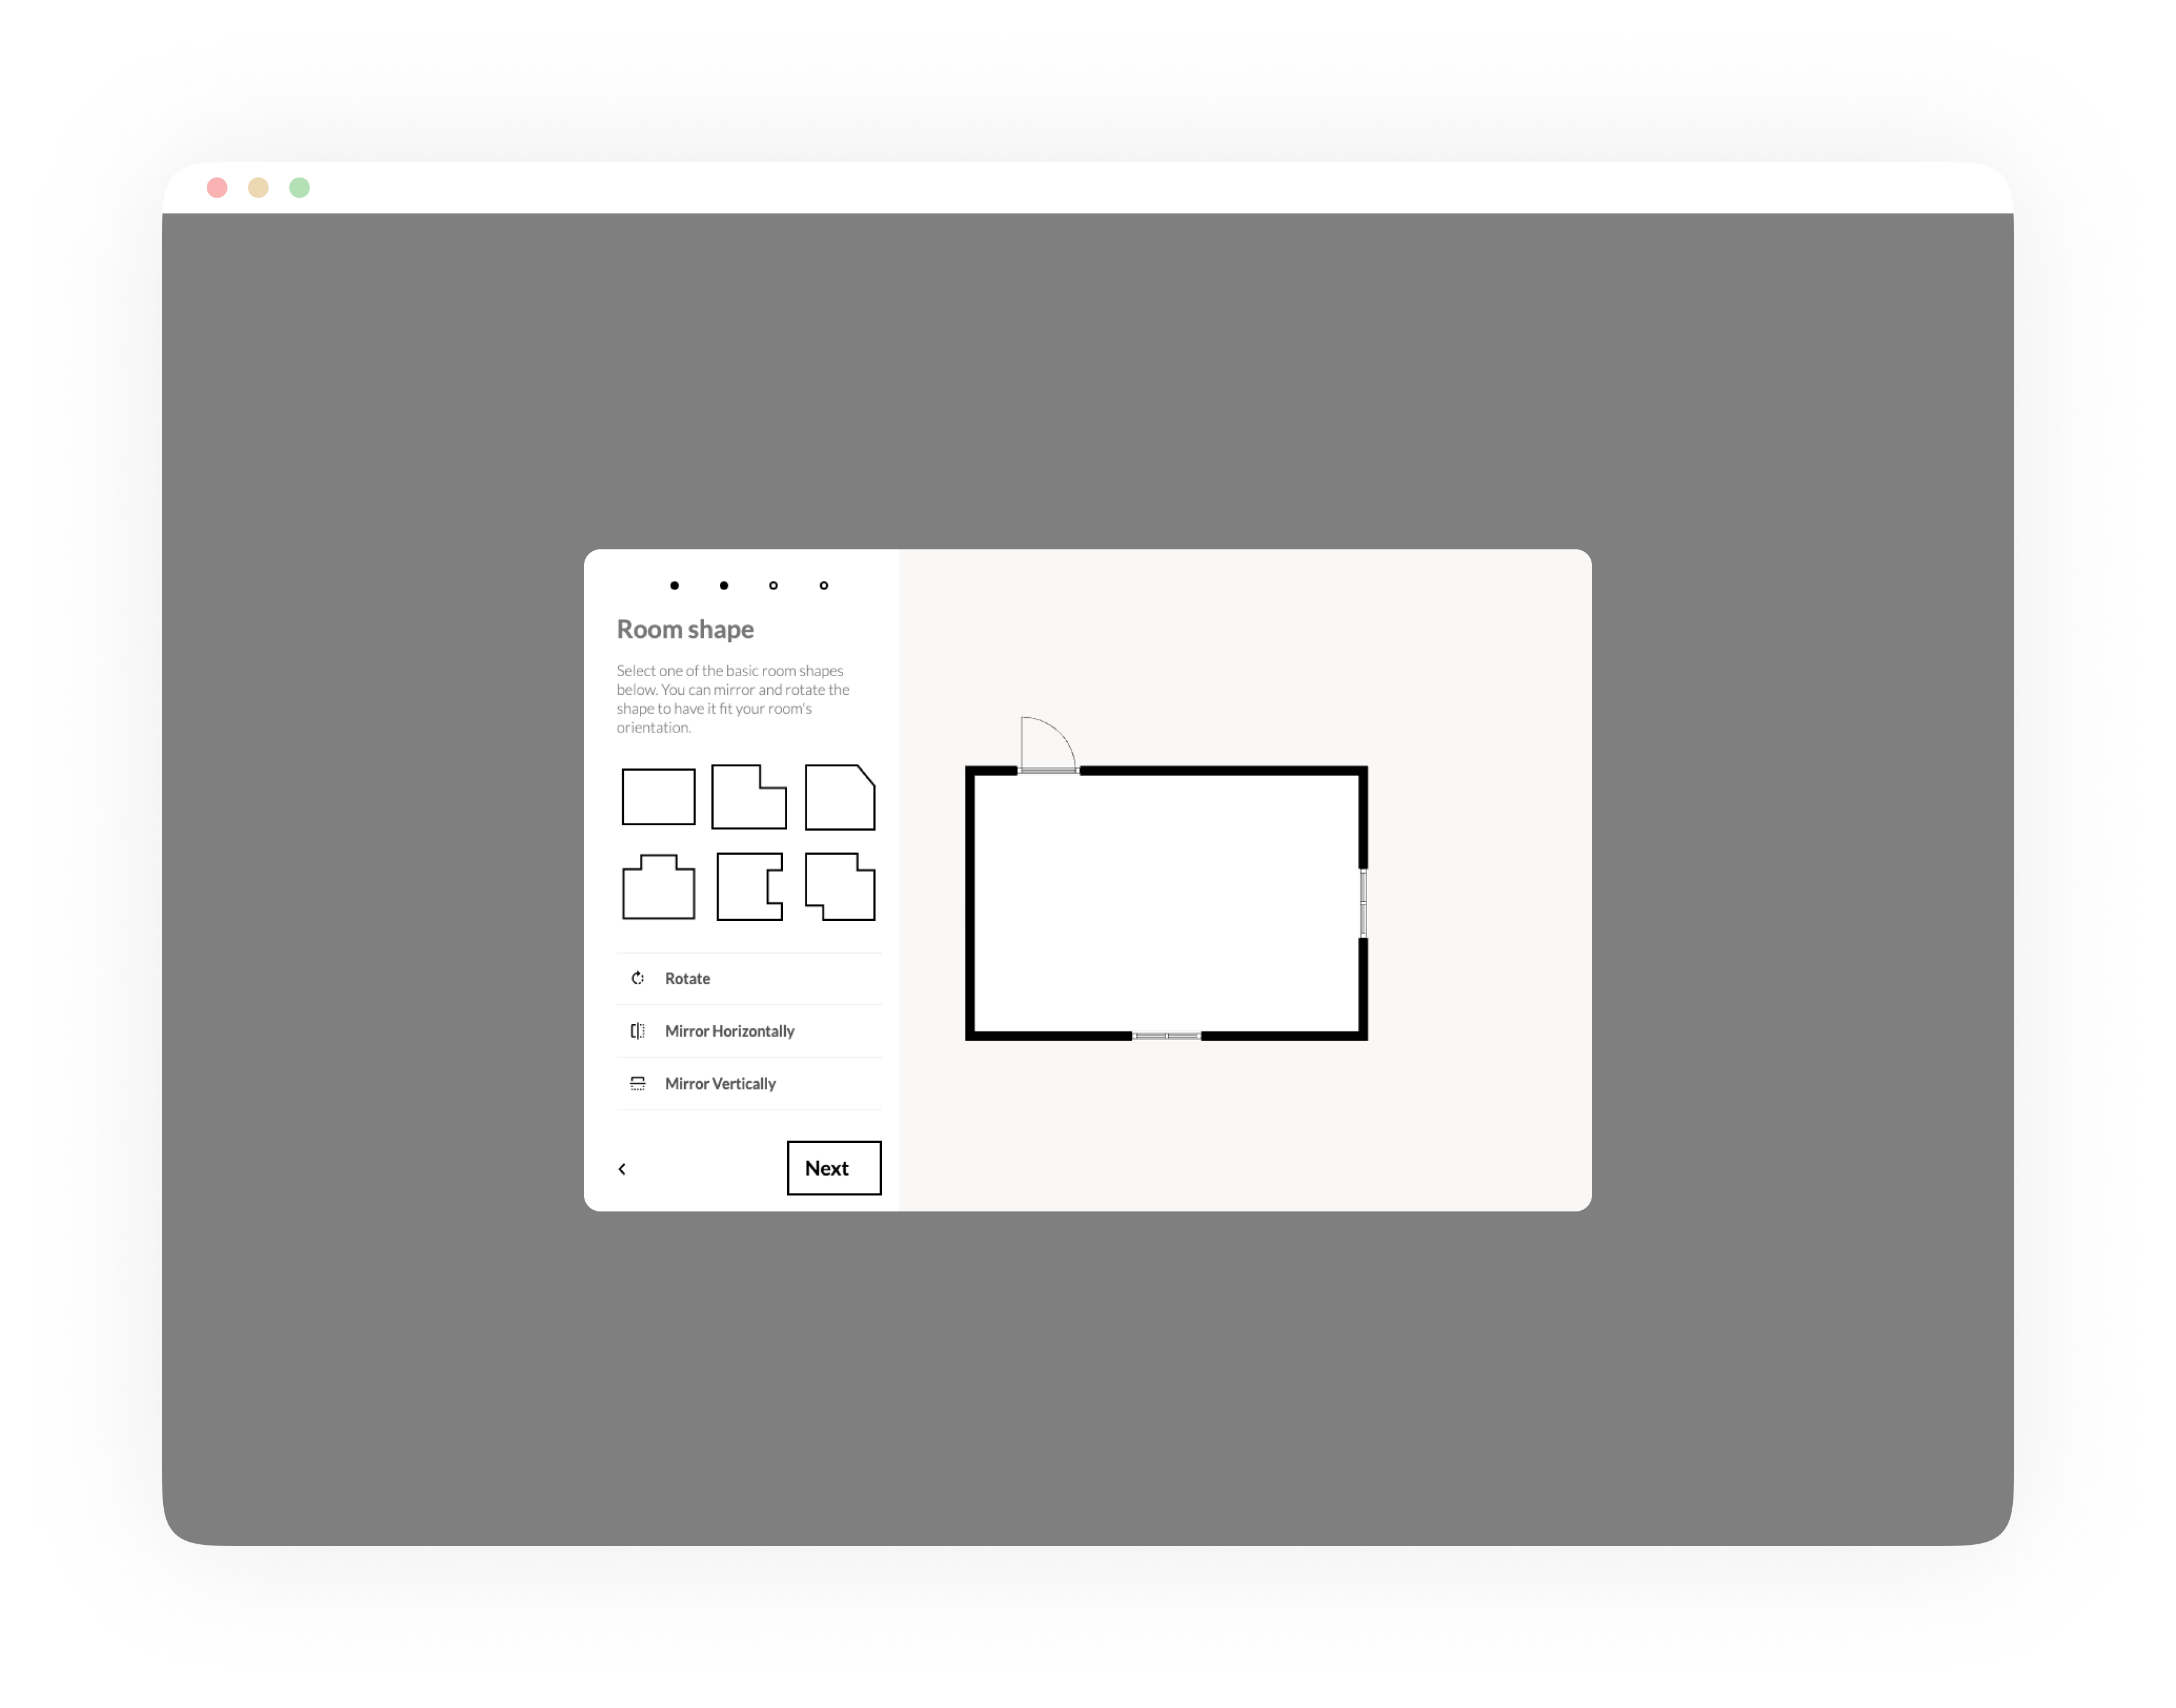 Room shape
Select one of the basic room shapes
below. You can mirror and rotate the
shape to have it fit your room's
orientation.
Rotate
Mirror Horizontally
Mirror Vertically
Next